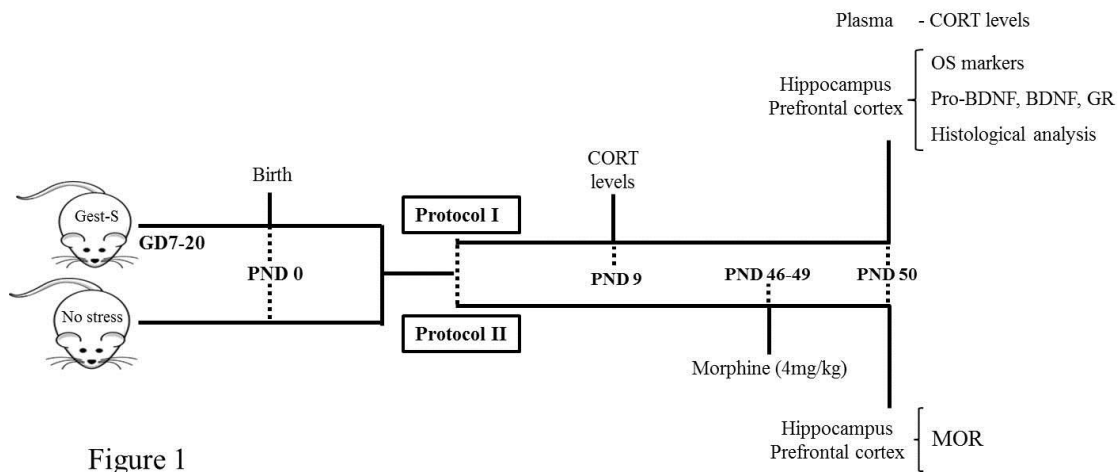 Plasma - CORT levels
Hippocampus
Prefrontal cortex
OS markers
Pro-BDNF, BDNF, GR
Histological analysis
Birth
CORT
levels
Gest-S
GD7-20
Protocol I
PND 0
PND 9
PND 46-49
PND 50
No stress
Protocol II
Morphine (4mg/kg)
Hippocampus
Prefrontal cortex
MOR
Figure 1